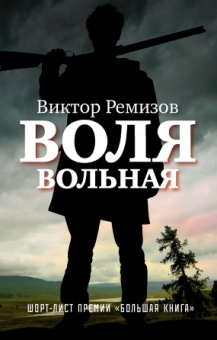 Виктор Ремизов
ВОЛЯ
ВОЛЬНАЯ
ШОРТ-ЛИСТ ПРЕМИИ «БОЛЬШАЯ КНИГА»